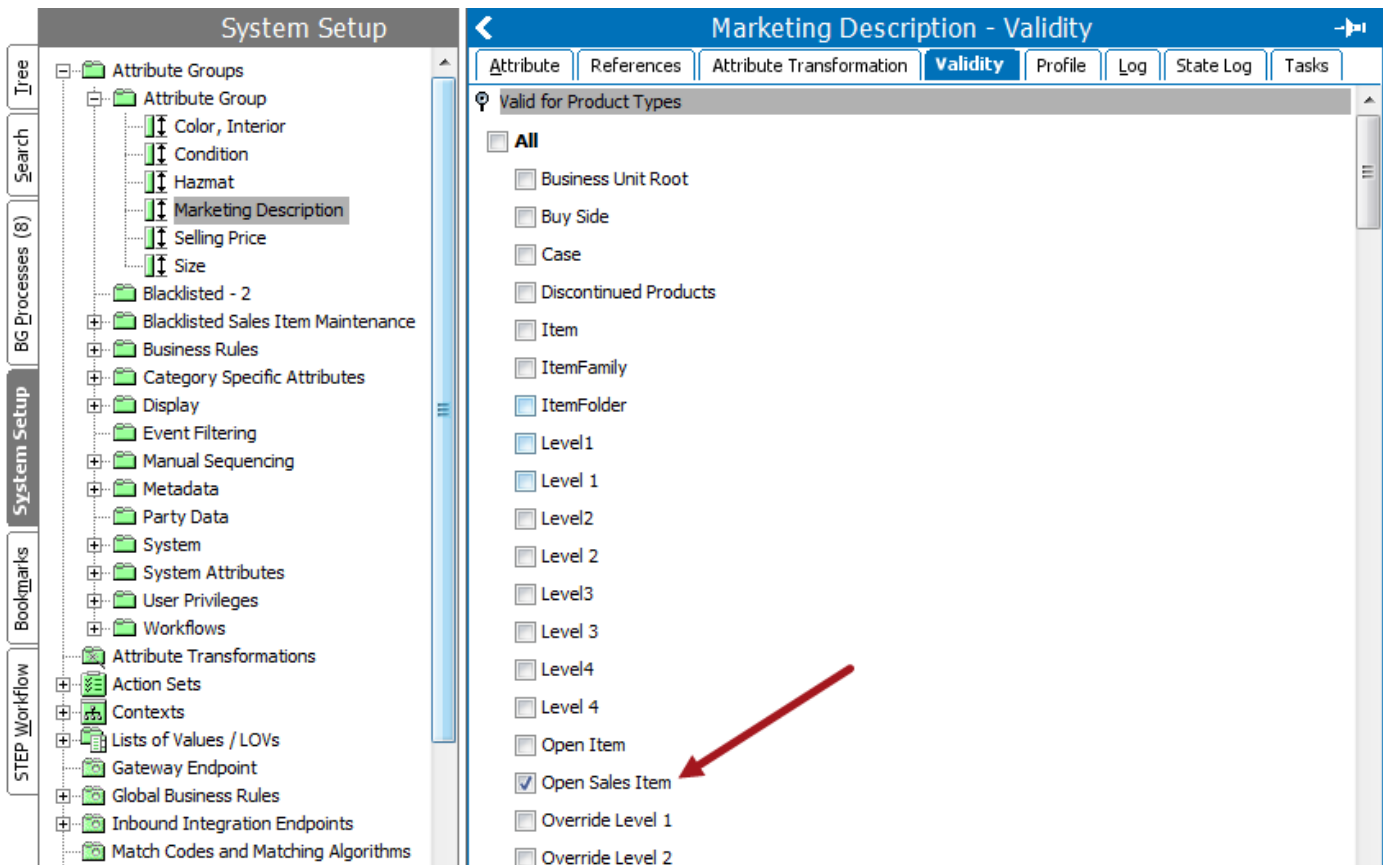 System Setup
Tree
Search
BG Processes (8)
System Setup
Bookmarks
STEP Workflow
Attribute Groups
Attribute Group
Color, Interior
Condition
Hazmat
Marketing Description
Selling Price
Size
Blacklisted - 2
Blacklisted Sales Item Maintenance
Business Rules
Category Specific Attributes
Display
Event Filtering
Manual Sequencing
Metadata
Party Data
System
System Attributes
User Privileges
Workflows
Attribute Transformations
Action Sets
Contexts
Lists of Values / LOVs
Gateway Endpoint
Global Business Rules
Inbound Integration Endpoints
Match Codes and Matching Algorithms
Marketing Description - Validity
Attribute References Attribute Transformation Validity Profile Log State Log Tasks
Valid for Product Types
All
Business Unit Root
Buy Side
Case
Discontinued Products
Item
ItemFamily
ItemFolder
Level1
Level 1
Level2
Level 2
Level3
Level 3
Level4
Level 4
Open Item
Open Sales Item
Override Level 1
Override Level 2